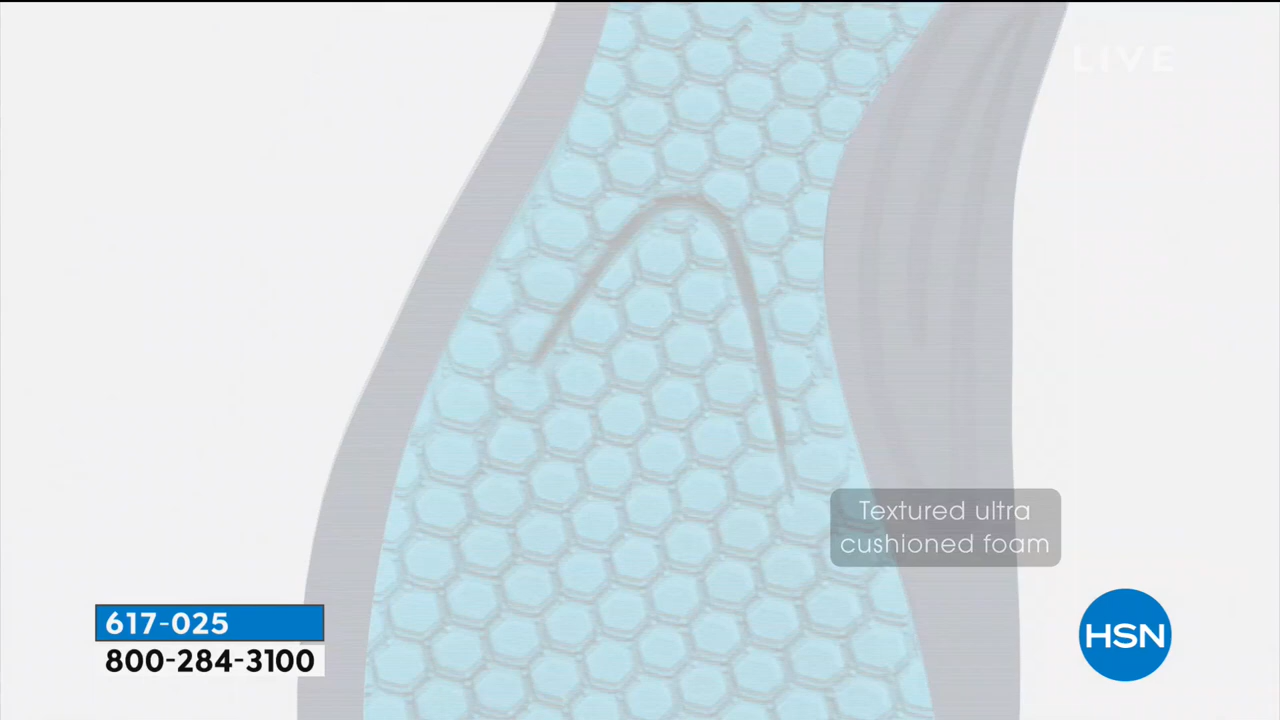 LIVE
Textured ultra
cushioned foam
617-025
800-284-3100
HSN